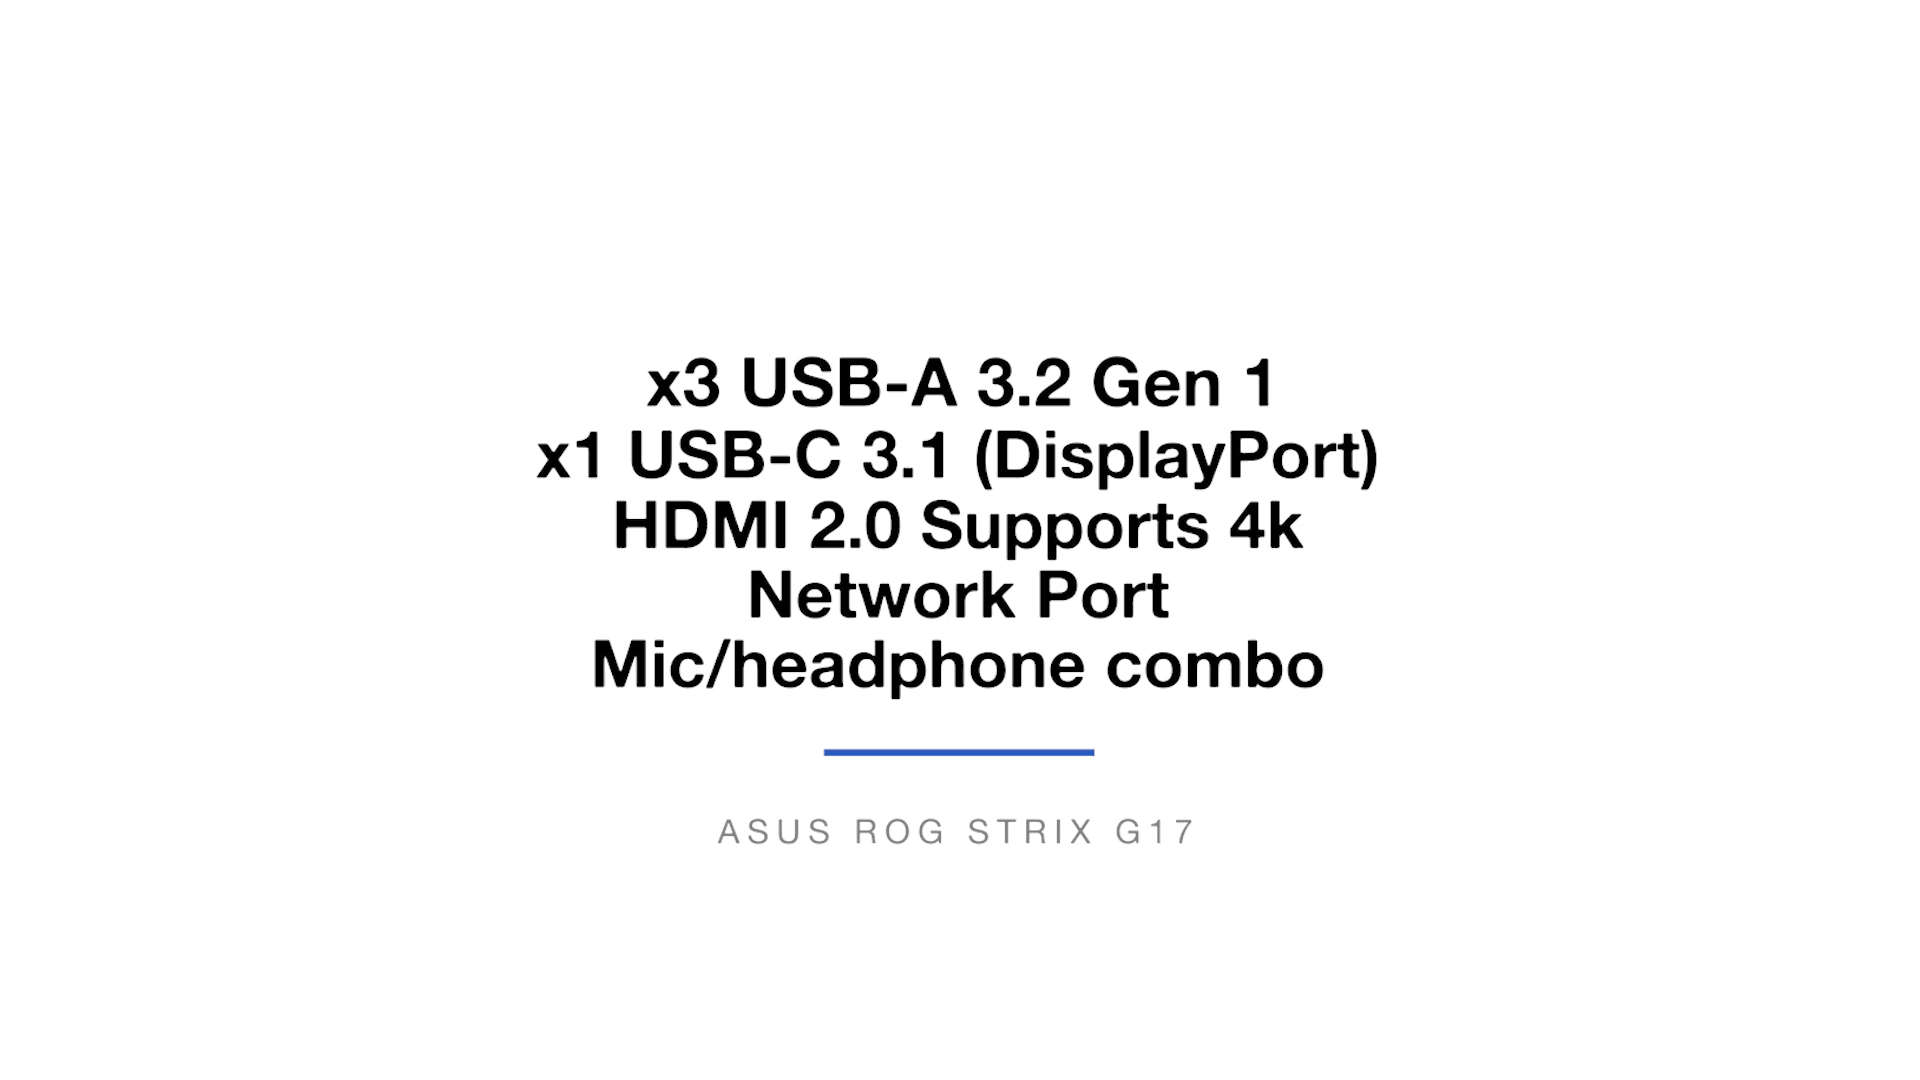 x3 USB-A 3.2 Gen 1
x1 USB-C 3.1 (DisplayPort)
HDMI 2.0 Supports 4k
Network Port
Mic/headphone combo
ASUS ROG STRIX G17